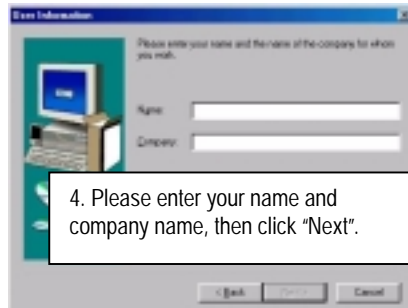 User Information
Please enter your name and the name of the company for whom
you work.
Name:
Company:
4. Please enter your name and
company name, then click “Next”.
< Back
Next >
Cancel